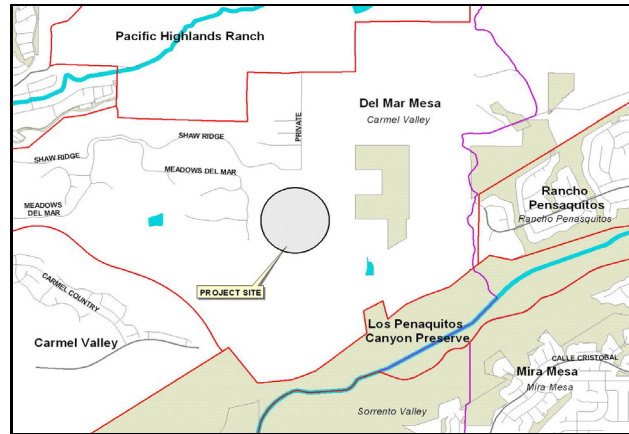 Pacific Highlands Ranch
Del Mar Mesa
Carmel Valley
PRIVATE
SHAW RIDGE
SHAW RIDGE
MEADOWS DEL MAR
Rancho
Pensaquitos
Rancho Penasquitos
MEADOWS
DEL MAR
CARMEL COUNTRY
PROJECT SITE
Los Penaquitos
Canyon Preserve
Carmel Valley
CALLE CRISTOBAL
Mira Mesa
Mira Mesa
Sorrento Valley